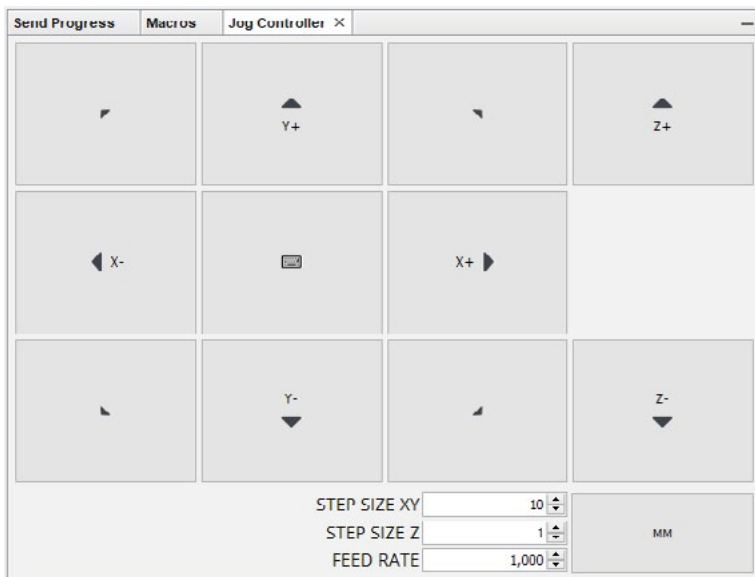 Send Progress Macros Jog Controller
Y+ Z+
X- X+
Y- Z-
STEP SIZE XY 10
STEP SIZE Z 1
MM
FEED RATE 1,000